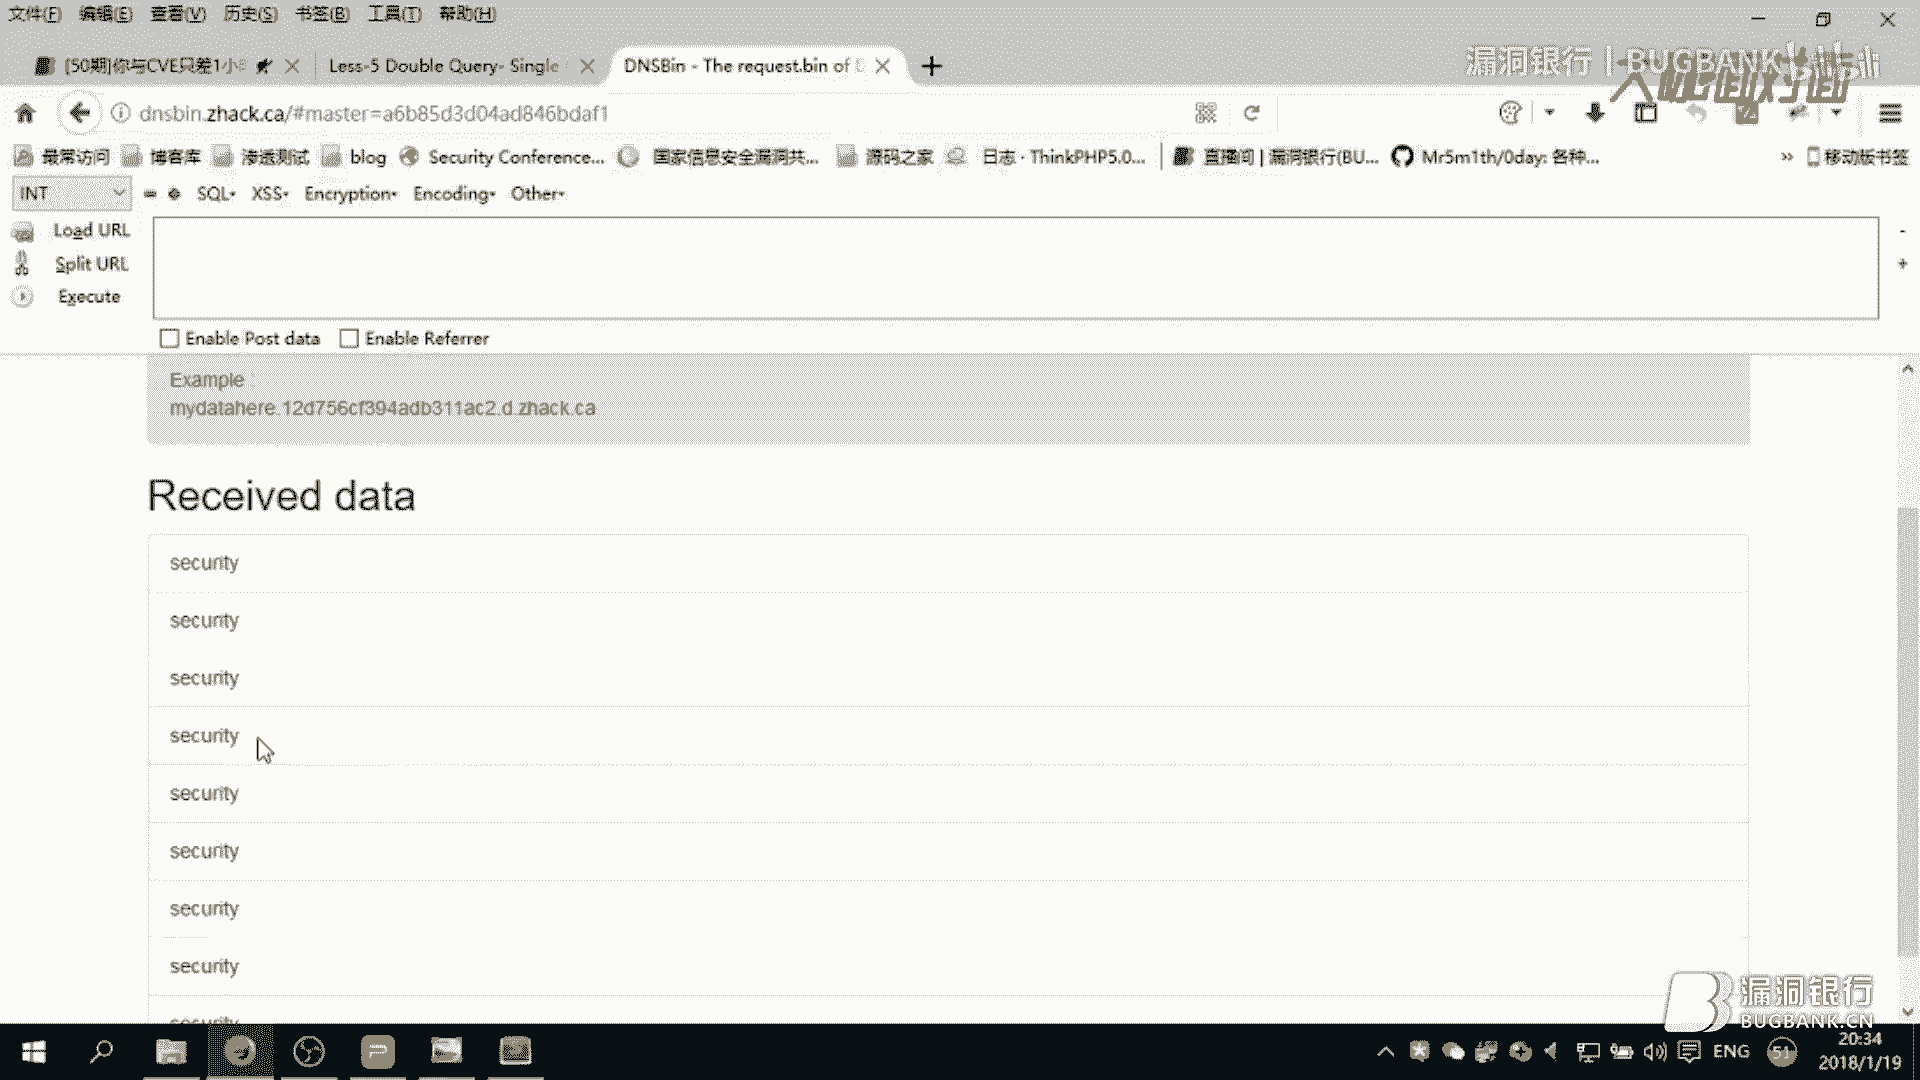 文件(F) 编辑(E) 查看(V) 历史(S) 书签(B) 工具(T) 帮助(H)
[50期]你与CVE只差1小 Less-5 Double Query- Single DNSBin - The request.bin of D
漏洞银行 | BUGBANK
大咖面对面
dnsbin.zhack.ca/#master=a6b85d3d04ad846bdaf1
最常访问 博客库 渗透测试 blog Security Conference... 国家信息安全漏洞共... 源码之家 日志 · ThinkPHP5.0... 直播间 | 漏洞银行(BU... Mr5m1th/0day: 各种... » 移动版书签
INT SQL XSS Encryption Encoding Other
Load URL
Split URL
Execute
Enable Post data Enable Referrer
Example :
mydatahere.12d756cf394adb311ac2.d.zhack.ca
Received data
security
security
security
security
security
security
security
security
security
漏洞银行
BUGBANK.CN
ENG 51 20:34
2018/1/19